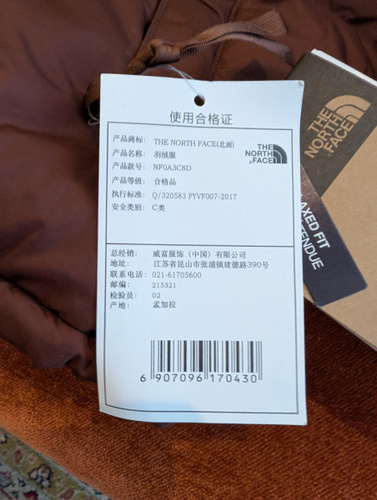 使用合格证
产品商标: THE NORTH FACE(北面)
产品名称: 羽绒服
产品款号: NF0A3C8D
产品等级: 合格品
执行标准: Q/320583 PYVF007-2017
安全类别: C类
THE
NORTH
FACE
总经销: 威富服饰（中国）有限公司
地址: 江苏省昆山市张浦镇建德路390号
联系电话: 021-61705600
邮编: 215321
检验员: 02
产地: 孟加拉
6 907096 170430
THE
NORTH
FACE
AXED FIT
TENDUE